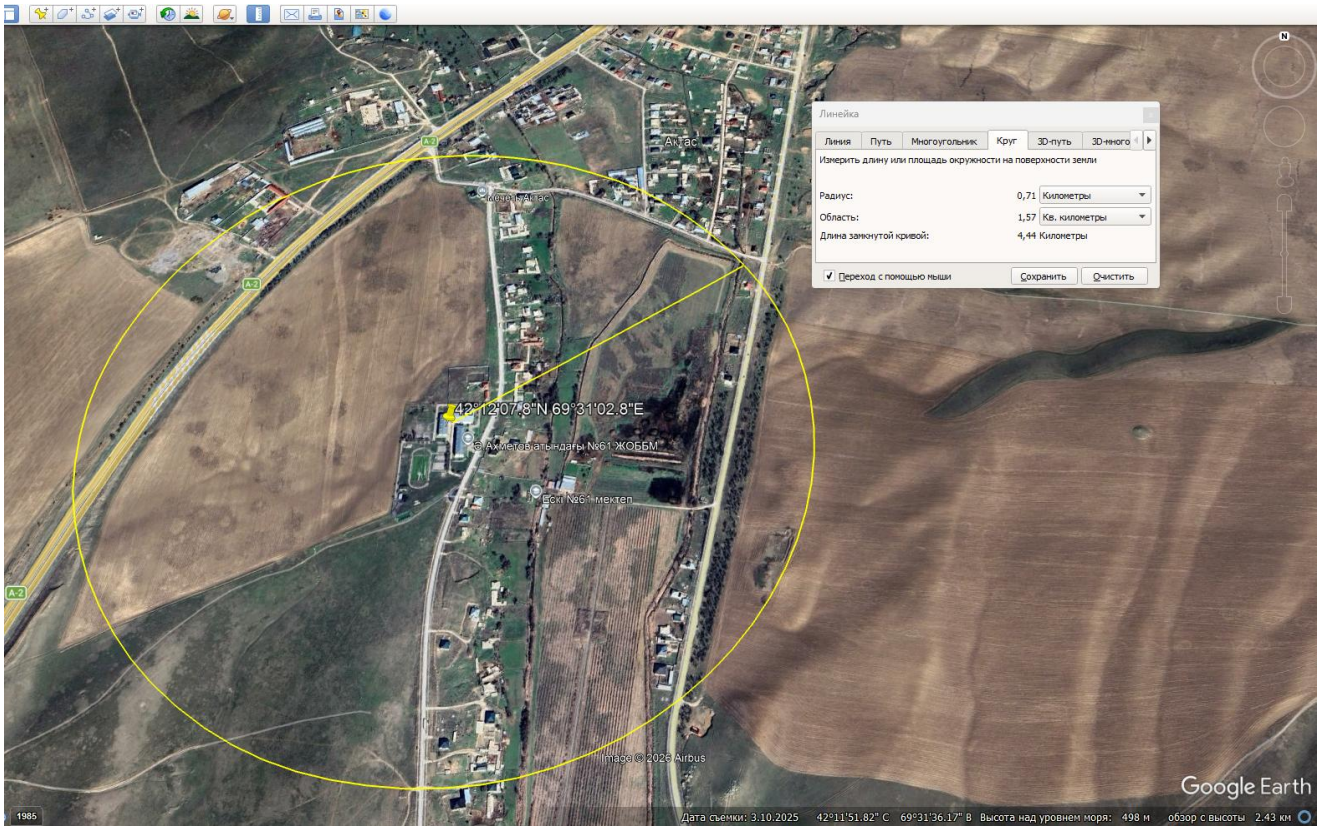 N
Линейка
Линия Путь Многоугольник Круг 3D-путь 3D-много
Измерить длину или площадь окружности на поверхности земли
Радиус: 0,71 Километры
Область: 1,57 Кв. километры
Длина замкнутой кривой: 4,44 Километры
Переход с помощью мыши Сохранить Очистить
A-2
Ақтас
Мечеть Актас
A-2
42°12'07.8"N 69°31'02.8"E
Ахметов атындағы №61 ЖОББМ
Ескі №61 мектеп
A-2
Image © 2026 Airbus
Google Earth
1985
Дата съемки: 3.10.2025 42°11'51.82" С 69°31'36.17" В Высота над уровнем моря: 498 м обзор с высоты 2.43 км